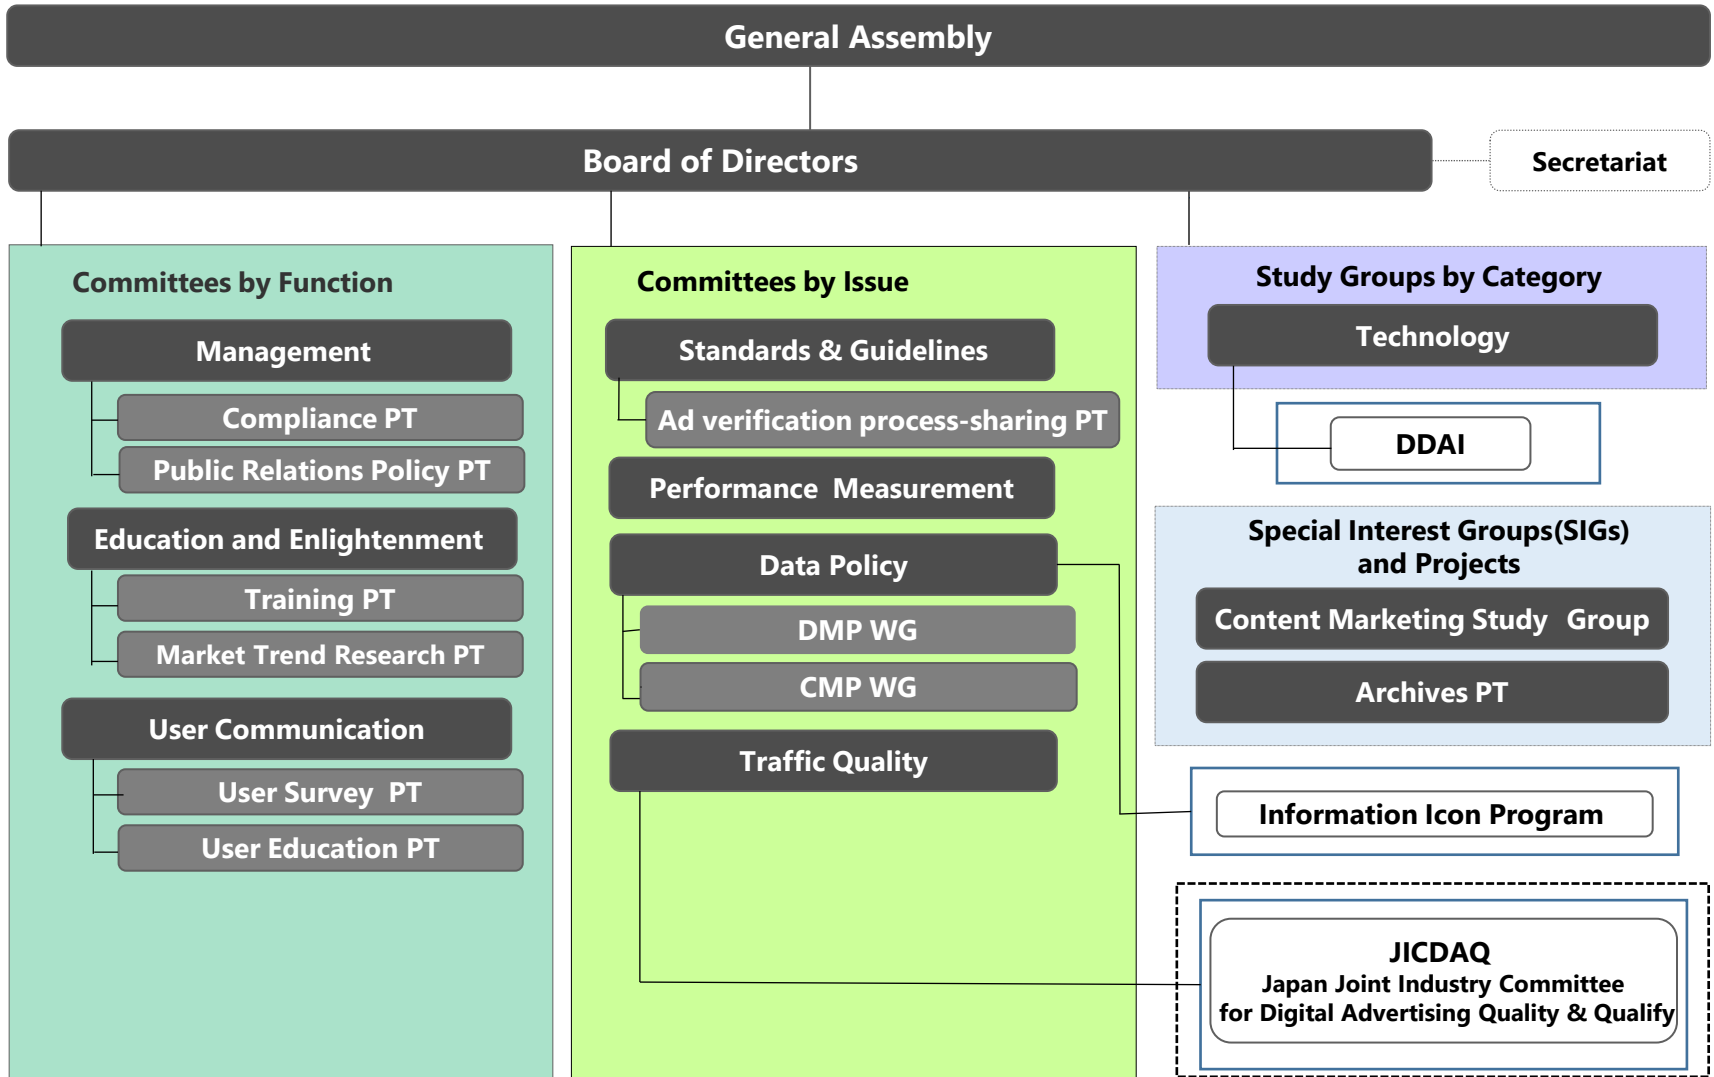 General Assembly
Board of Directors
Secretariat
Committees by Function
Management
Compliance PT
Public Relations Policy PT
Education and Enlightenment
Training PT
Market Trend Research PT
User Communication
User Survey PT
User Education PT
Committees by Issue
Standards & Guidelines
Ad verification process-sharing PT
Performance Measurement
Data Policy
DMP WG
CMP WG
Traffic Quality
Study Groups by Category
Technology
DDAI
Special Interest Groups(SIGs)
and Projects
Content Marketing Study Group
Archives PT
Information Icon Program
JICDAQ
Japan Joint Industry Committee
for Digital Advertising Quality & Qualify